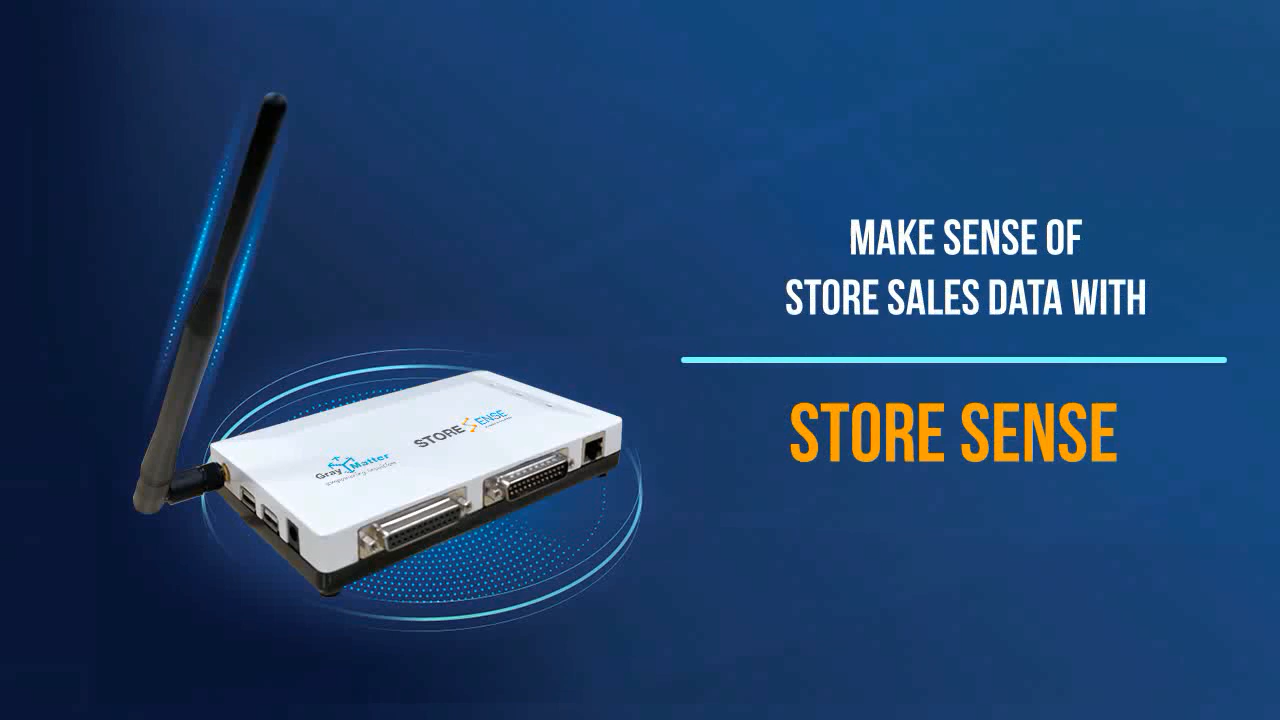 MAKE SENSE OF
STORE SALES DATA WITH
STORE SENSE
STORE SENSE
Gray Matter